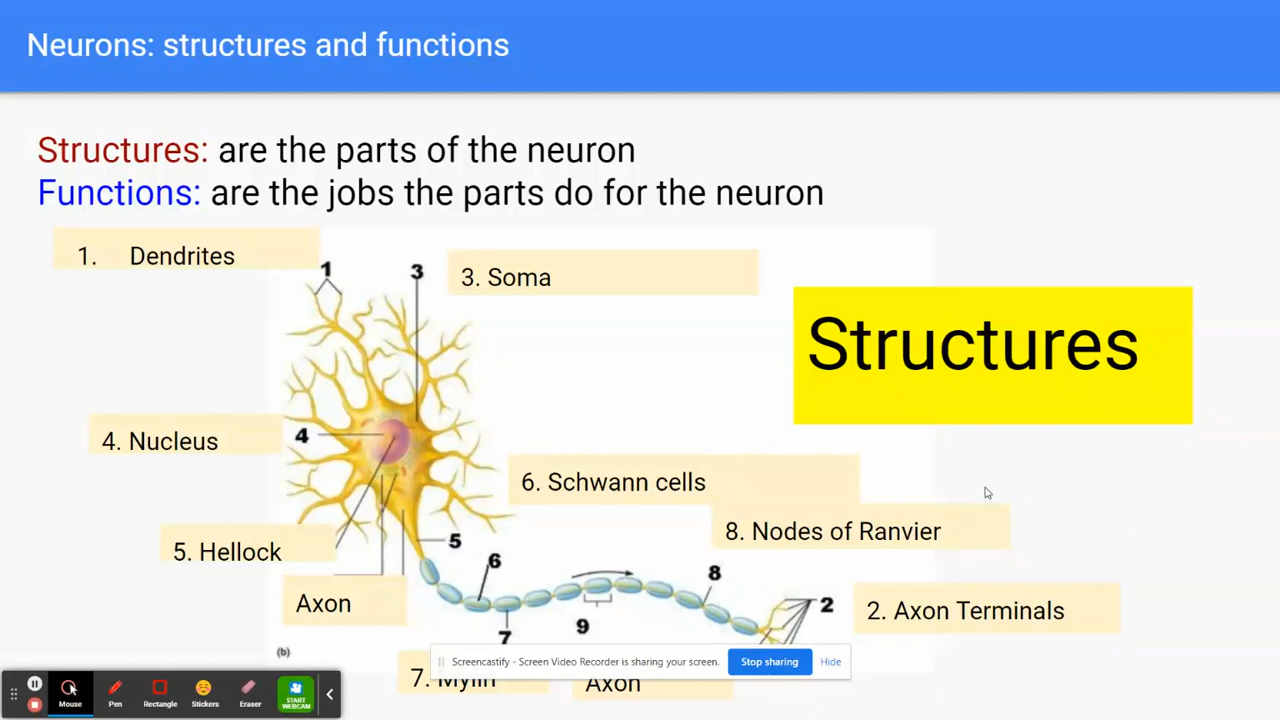 Neurons: structures and functions
Structures: are the parts of the neuron
Functions: are the jobs the parts do for the neuron
1. Dendrites
1
3
3. Soma
Structures
4. Nucleus
4
6. Schwann cells
8. Nodes of Ranvier
5. Hellock
5
6
8
Axon
2
2. Axon Terminals
9
7
(b)
Screencastify - Screen Video Recorder is sharing your screen.
Stop sharing
Hide
7. Mylin
Axon
Mouse
Pen
Rectangle
Stickers
Eraser
START
WEBCAM